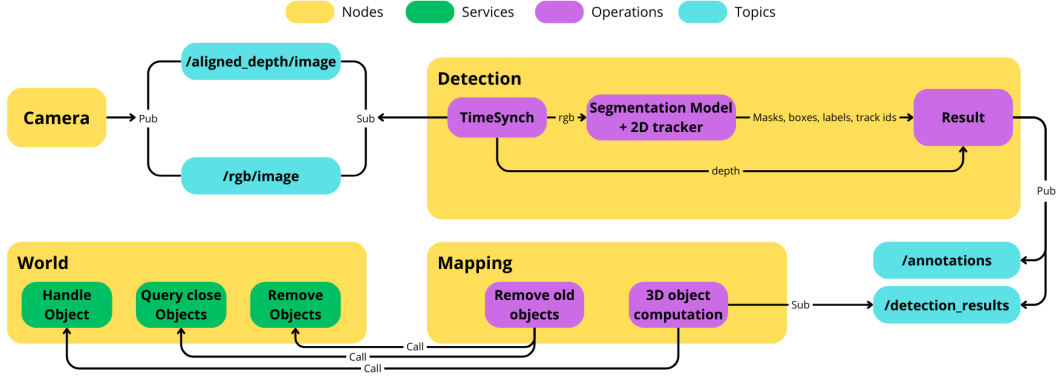 Nodes
Services
Operations
Topics
/aligned_depth/image
Camera
Pub
Sub
/rgb/image
Detection
TimeSynch
rgb
Segmentation Model
+ 2D tracker
Masks, boxes, labels, track ids
Result
depth
Pub
/annotations
/detection_results
World
Handle
Object
Query close
Objects
Remove
Objects
Mapping
Remove old
objects
3D object
computation
Sub
Call
Call
Call